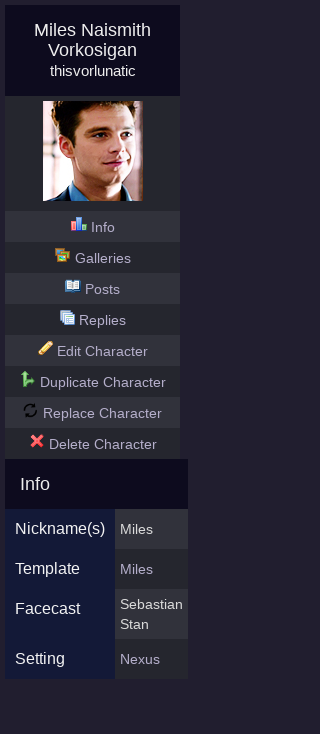 Miles Naismith
Vorkosigan
thisvorlunatic
Info
Galleries
Posts
Replies
Edit Character
Duplicate Character
Replace Character
Delete Character
Info
Nickname(s) Miles
Template Miles
Facecast Sebastian
Stan
Setting Nexus